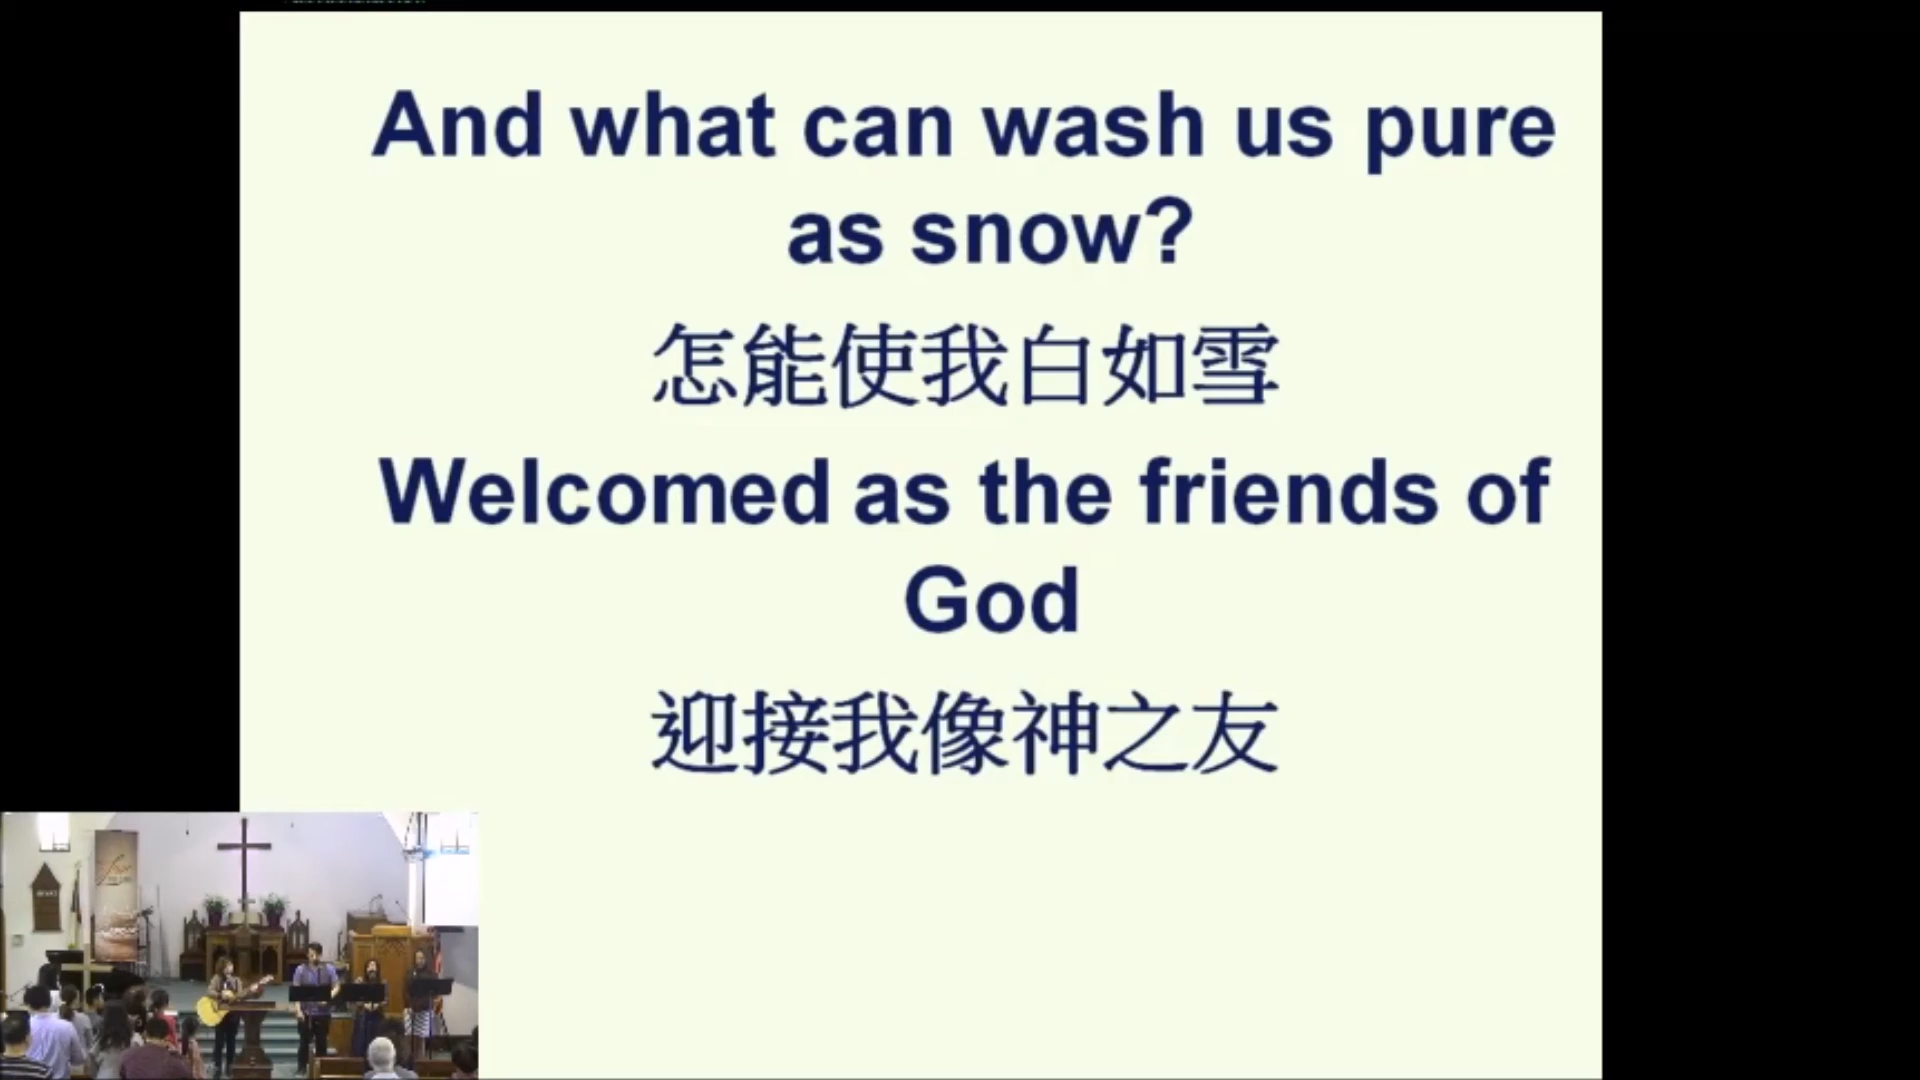 And what can wash us pure
as snow?
怎能使我白如雪
Welcomed as the friends of
God
迎接我像神之友